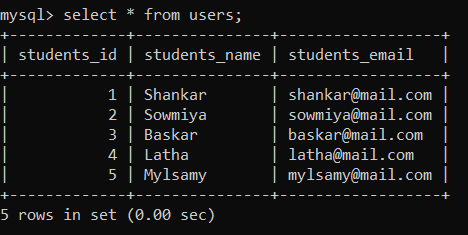 mysql> select * from users;
+-------------+---------------+------------------+
| students_id | students_name | students_email   |
+-------------+---------------+------------------+
|           1 | Shankar       | shankar@mail.com |
|           2 | Sowmiya       | sowmiya@mail.com |
|           3 | Baskar        | baskar@mail.com  |
|           4 | Latha         | latha@mail.com   |
|           5 | Mylsamy       | mylsamy@mail.com |
+-------------+---------------+------------------+
5 rows in set (0.00 sec)